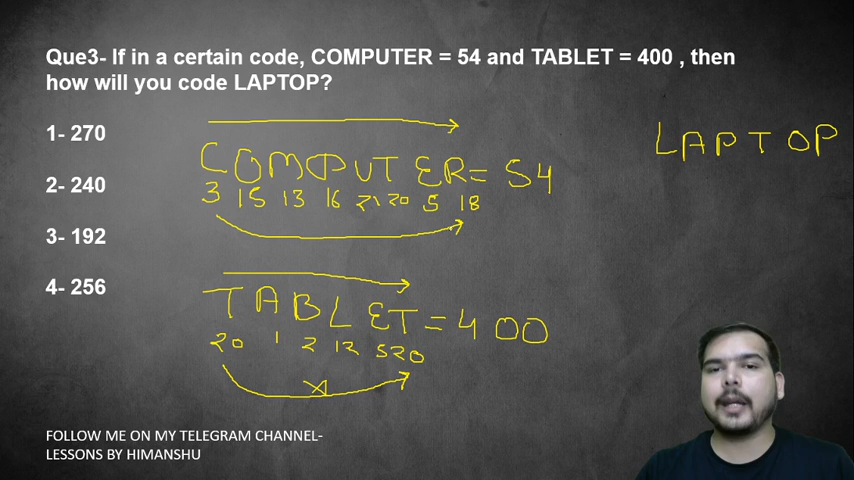 Que3- If in a certain code, COMPUTER = 54 and TABLET = 400 , then
how will you code LAPTOP?
1- 270
2- 240
3- 192
4- 256
COMPUTER= 54
3 15 13 16 21 20 5 18
TABLET = 400
20 1 2 12 5 20
x
LAPTOP
FOLLOW ME ON MY TELEGRAM CHANNEL-
LESSONS BY HIMANSHU